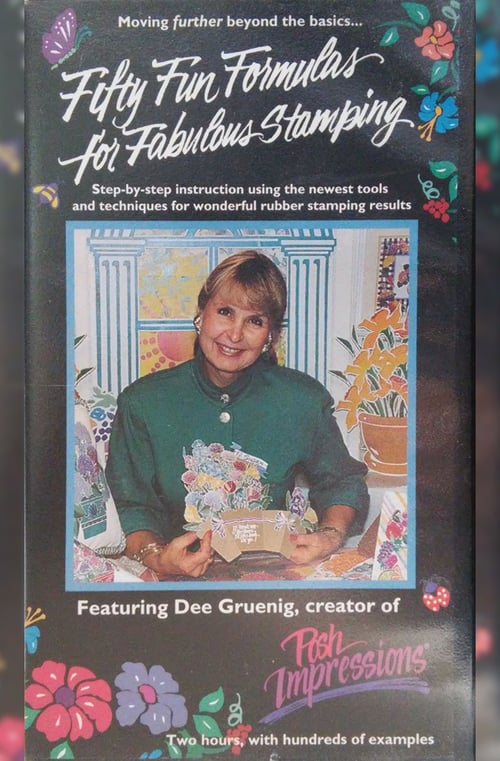 Moving further beyond the basics...
Fifty Fun Formulas
for Fabulous Stamping
Step-by-step instruction using the newest tools
and techniques for wonderful rubber stamping results
Featuring Dee Gruenig, creator of
Posh
Impressions
Two hours, with hundreds of examples